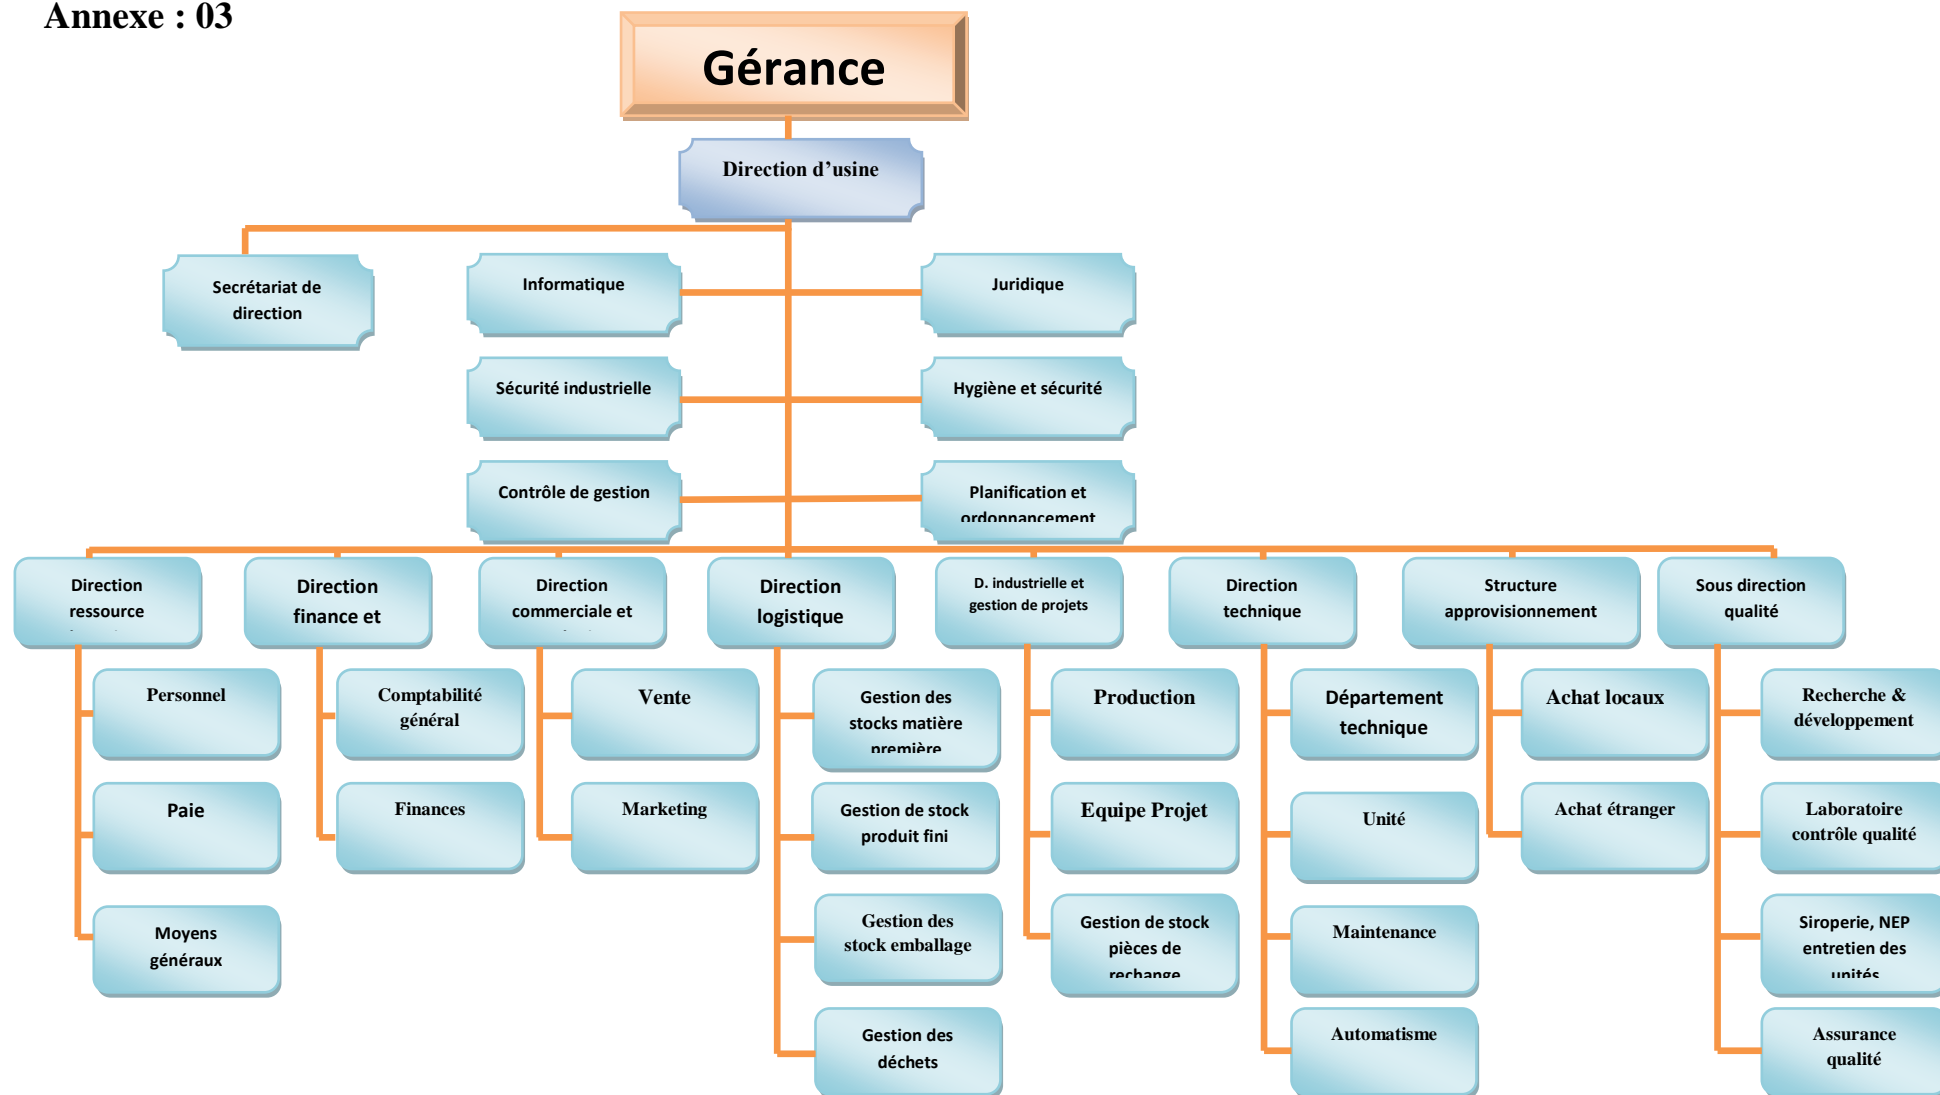 Annexe : 03
Gérance
Direction d’usine
Secrétariat de
direction
Informatique
Juridique
Sécurité industrielle
Hygiène et sécurité
Contrôle de gestion
Planification et
ordonnancement
Direction
ressource
Direction
finance et
Direction
commerciale et
Direction
logistique
D. industrielle et
gestion de projets
Direction
technique
Structure
approvisionnement
Sous direction
qualité
Personnel
Paie
Moyens
généraux
Comptabilité
général
Finances
Vente
Marketing
Gestion des
stocks matière
première
Gestion de stock
produit fini
Gestion des
stock emballage
Gestion des
déchets
Production
Equipe Projet
Gestion de stock
pièces de
rechange
Département
technique
Unité
Maintenance
Automatisme
Achat locaux
Achat étranger
Recherche &
développement
Laboratoire
contrôle qualité
Siroperie, NEP
entretien des
unités
Assurance
qualité